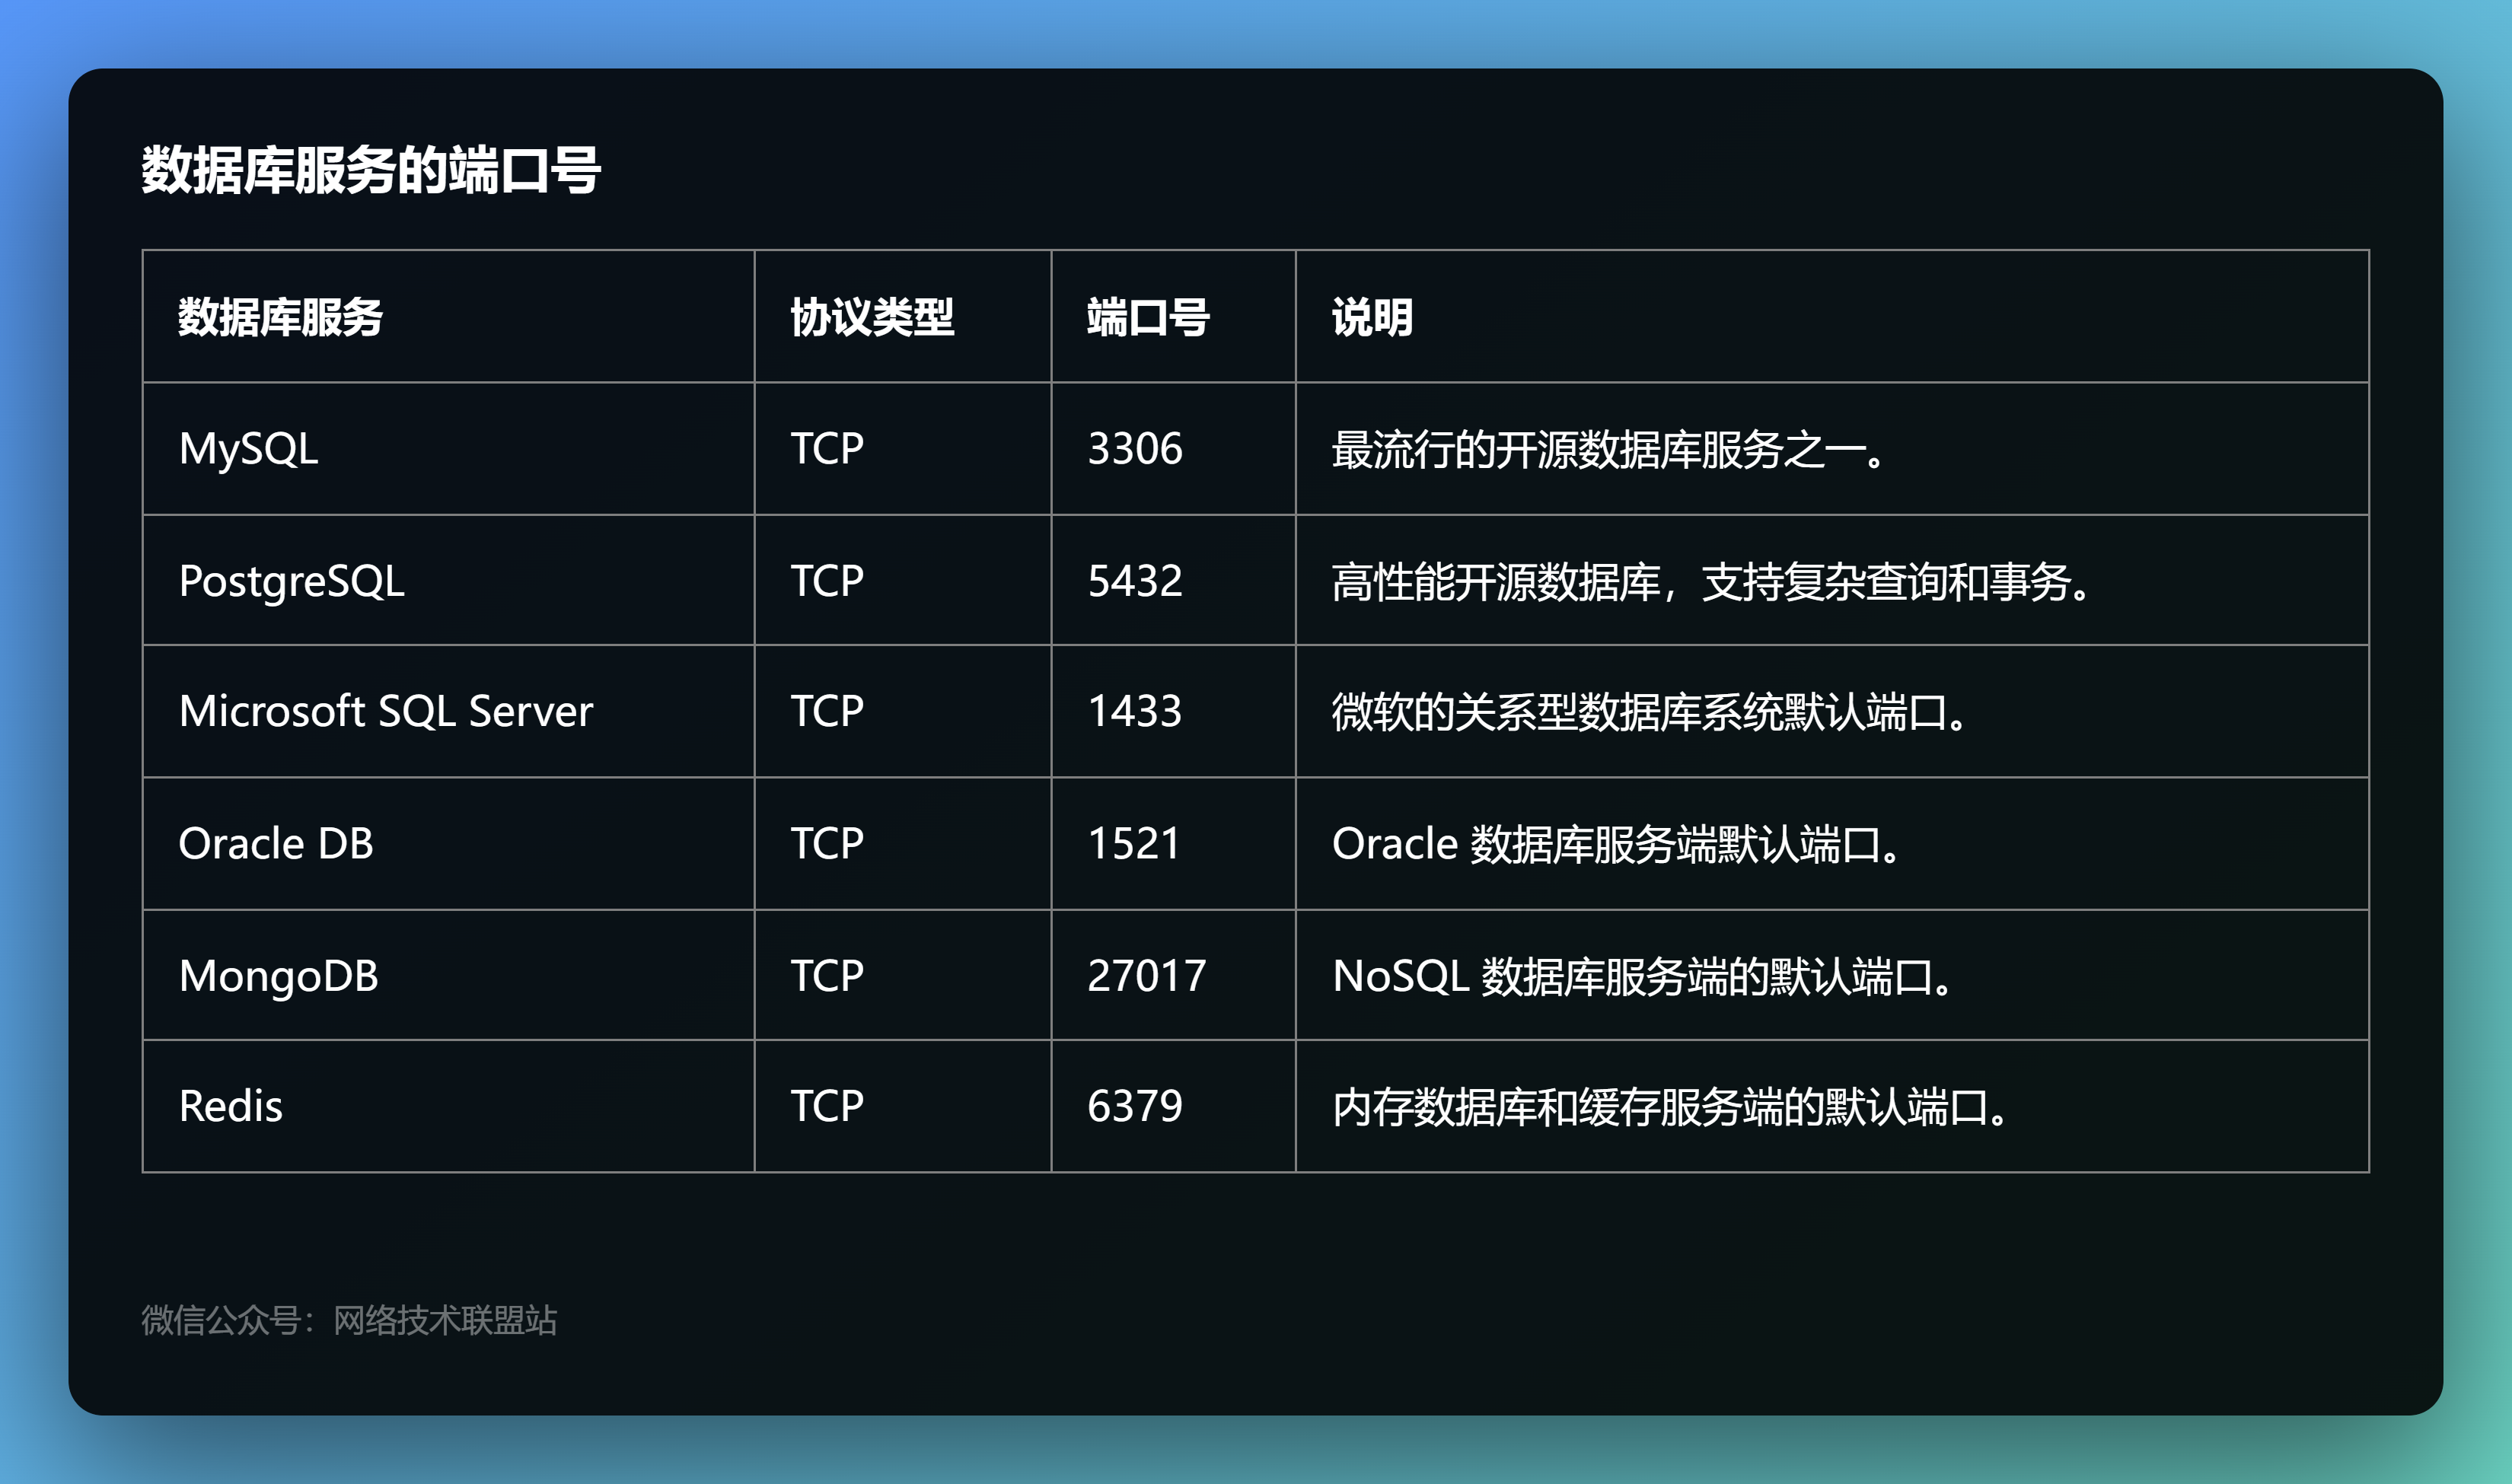 数据库服务的端口号
数据库服务 协议类型 端口号 说明
MySQL TCP 3306 最流行的开源数据库服务之一。
PostgreSQL TCP 5432 高性能开源数据库，支持复杂查询和事务。
Microsoft SQL Server TCP 1433 微软的关系型数据库系统默认端口。
Oracle DB TCP 1521 Oracle 数据库服务端默认端口。
MongoDB TCP 27017 NoSQL 数据库服务端的默认端口。
Redis TCP 6379 内存数据库和缓存服务端的默认端口。
微信公众号：网络技术联盟站